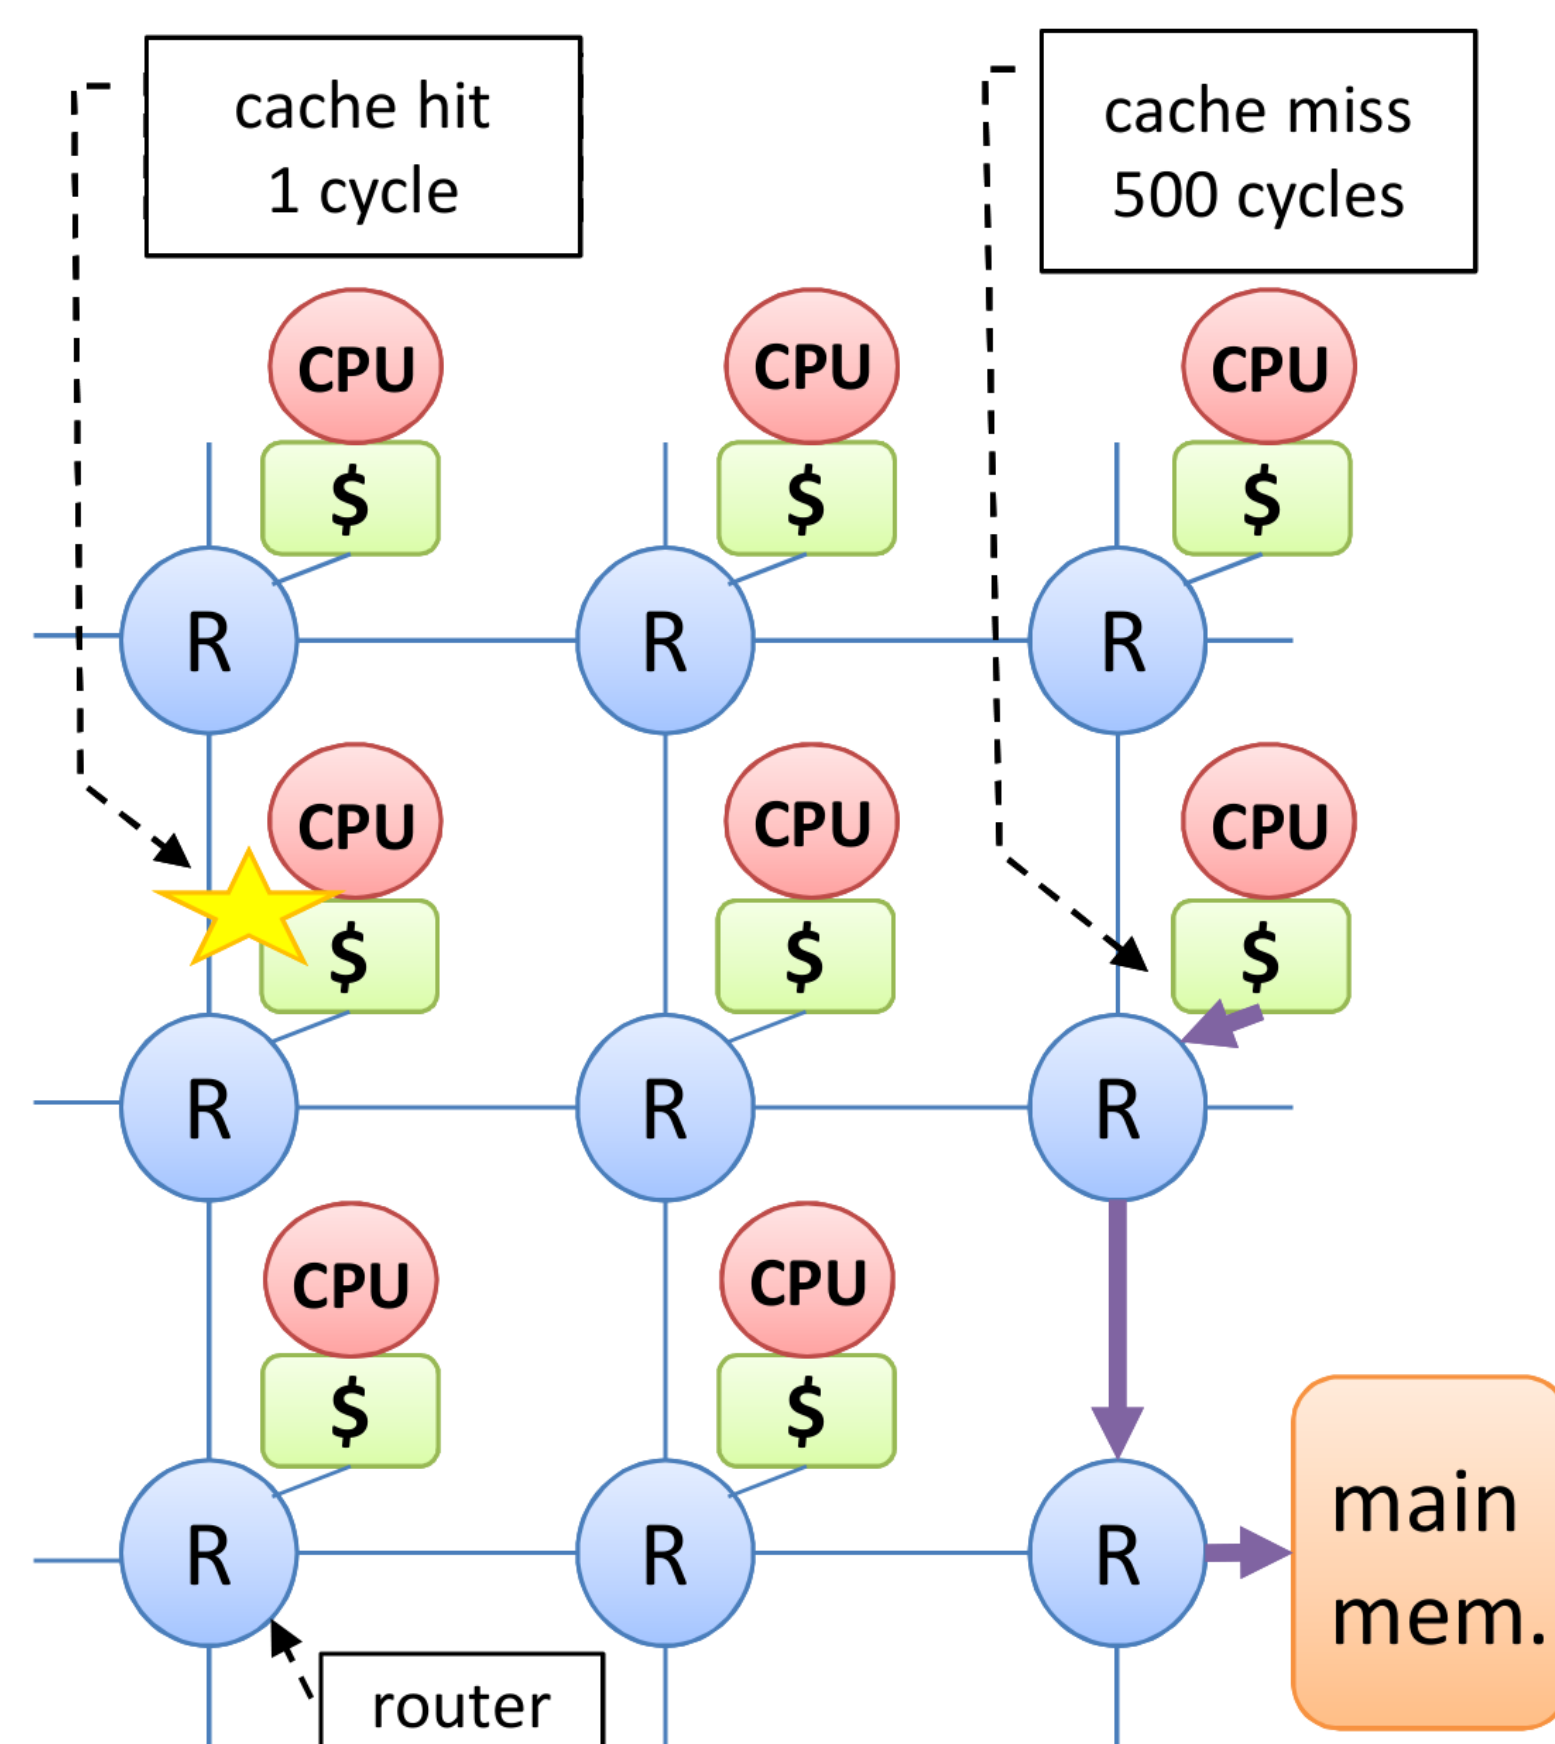 cache hit
1 cycle
cache miss
500 cycles
CPU
CPU
CPU
$
$
$
R
R
R
CPU
CPU
CPU
$
$
$
R
R
R
CPU
CPU
$
$
R
R
R
main
mem.
router